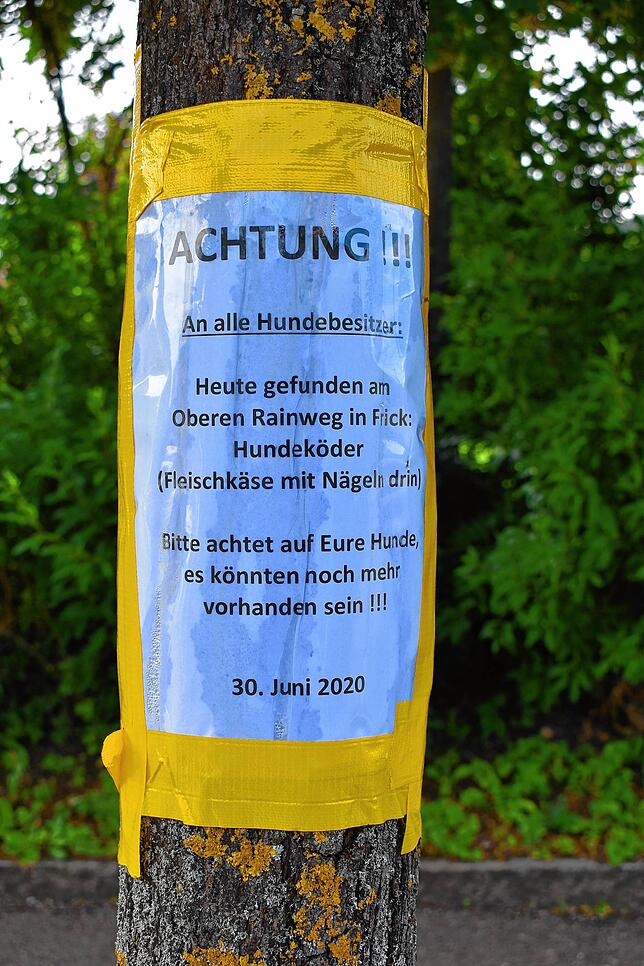 ACHTUNG !!!
An alle Hundebesitzer:
Heute gefunden am
Oberen Rainweg in Frick:
Hundeköder
(Fleischkäse mit Nägeln drin)
Bitte achtet auf Eure Hunde,
es könnten noch mehr
vorhanden sein !!!
30. Juni 2020